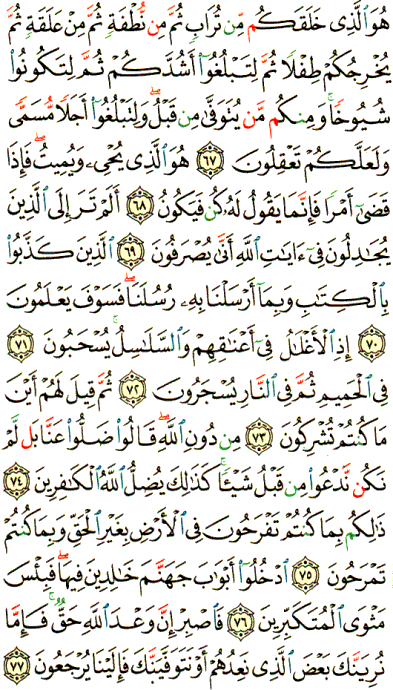 هُوَ ٱلَّذِى خَلَقَكُم مِّن تُرَابٍ ثُمَّ مِن نُّطْفَةٍ ثُمَّ مِنْ عَلَقَةٍ ثُمَّ
يُخْرِجُكُمْ طِفْلًا ثُمَّ لِتَبْلُغُوٓا۟ أَشُدَّكُمْ ثُمَّ لِتَكُونُوا۟
شُيُوخًا ۚ وَمِنكُم مَّن يُتَوَفَّىٰ مِن قَبْلُ ۖ وَلِتَبْلُغُوٓا۟ أَجَلًا مُّسَمًّى
وَلَعَلَّكُمْ تَعْقِلُونَ ٦٧ هُوَ ٱلَّذِى يُحْىِۦ وَيُمِيتُ ۖ فَإِذَا
قَضَىٰٓ أَمْرًا فَإِنَّمَا يَقُولُ لَهُۥ كُن فَيَكُونُ ٦٨ أَلَمْ تَرَ إِلَى ٱلَّذِينَ
يُجَـٰدِلُونَ فِىٓ ءَايَـٰتِ ٱللَّهِ أَنَّىٰ يُصْرَفُونَ ٦٩ ٱلَّذِينَ كَذَّبُوا۟
بِٱلْكِتَـٰبِ وَبِمَآ أَرْسَلْنَا بِهِۦ رُسُلَنَا ۖ فَسَوْفَ يَعْلَمُونَ
٧٠ إِذِ ٱلْأَغْلَـٰلُ فِىٓ أَعْنَـٰقِهِمْ وَٱلسَّلَـٰسِلُ يُسْحَبُونَ ٧١
فِى ٱلْحَمِيمِ ثُمَّ فِى ٱلنَّارِ يُسْجَرُونَ ٧٢ ثُمَّ قِيلَ لَهُمْ أَيْنَ
مَا كُنتُمْ تُشْرِكُونَ ٧٣ مِن دُونِ ٱللَّهِ ۖ قَالُوا۟ ضَلُّوا۟ عَنَّا بَل لَّمْ
نَكُن نَّدْعُوا۟ مِن قَبْلُ شَيْـًٔا ۚ كَذَٰلِكَ يُضِلُّ ٱللَّهُ ٱلْكَـٰفِرِينَ ٧٤
ذَٰلِكُم بِمَا كُنتُمْ تَفْرَحُونَ فِى ٱلْأَرْضِ بِغَيْرِ ٱلْحَقِّ وَبِمَا كُنتُمْ
تَمْرَحُونَ ٧٥ ٱدْخُلُوٓا۟ أَبْوَٰبَ جَهَنَّمَ خَـٰلِدِينَ فِيهَا ۖ فَبِئْسَ
مَثْوَى ٱلْمُتَكَبِّرِينَ ٧٦ فَٱصْبِرْ إِنَّ وَعْدَ ٱللَّهِ حَقٌّ ۚ فَإِمَّا
نُرِيَنَّكَ بَعْضَ ٱلَّذِى نَعِدُهُمْ أَوْ نَتَوَفَّيَنَّكَ فَإِلَيْنَا يُرْجَعُونَ ٧٧